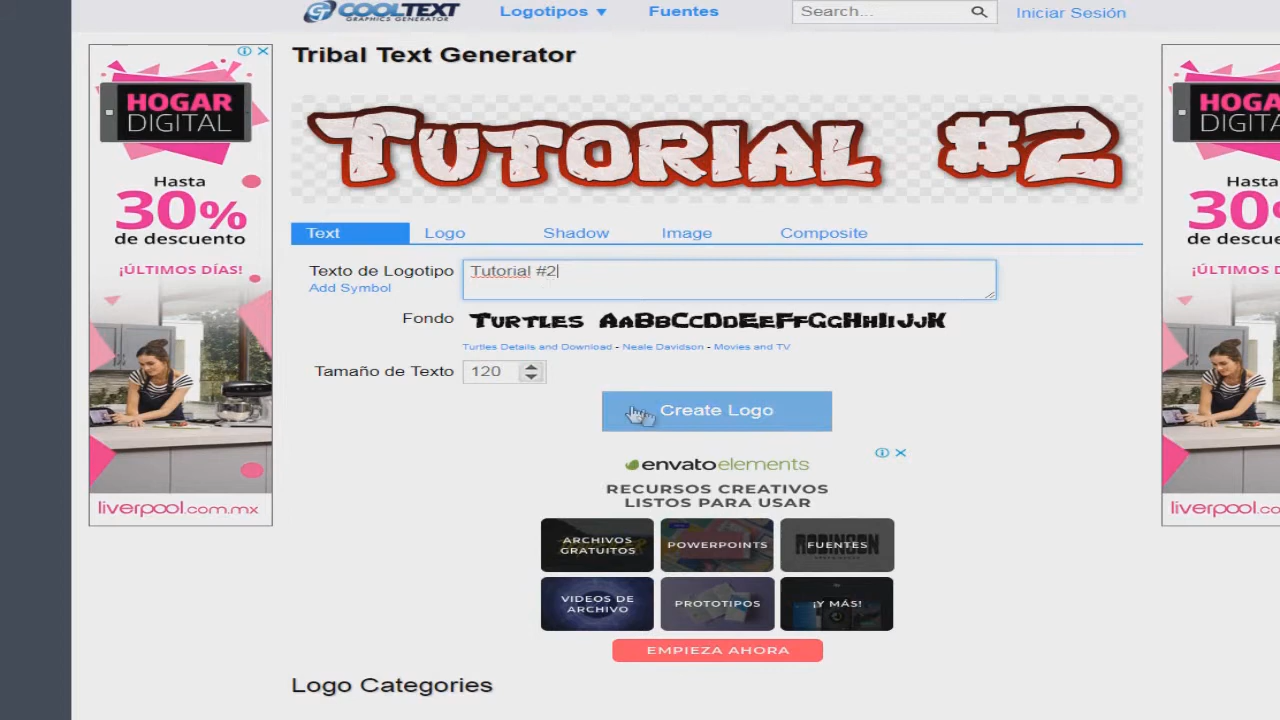 COOLTEXT
GRAPHICS GENERATOR
Logotipos ▼ Fuentes Search... Iniciar Sesión
Tribal Text Generator
Tutorial #2
Text Logo Shadow Image Composite
Texto de Logotipo Tutorial #2
Add Symbol
Fondo Turtles AaBbCcDdEeFfGgHhIiJjK
Turtles Details and Download - Neale Davidson - Movies and TV
Tamaño de Texto 120
Create Logo
envatoelements
RECURSOS CREATIVOS
LISTOS PARA USAR
ARCHIVOS
GRATUITOS
POWERPOINTS
FUENTES
VIDEOS DE
ARCHIVO
PROTOTIPOS
¡Y MÁS!
EMPIEZA AHORA
Logo Categories
HOGAR
DIGITAL
Hasta
30%
de descuento
¡ÚLTIMOS DÍAS!
liverpool.com.mx
HOGA
DIGITA
Hasta
30
de descue
¡ÚLTIMOS D
liverpool.co